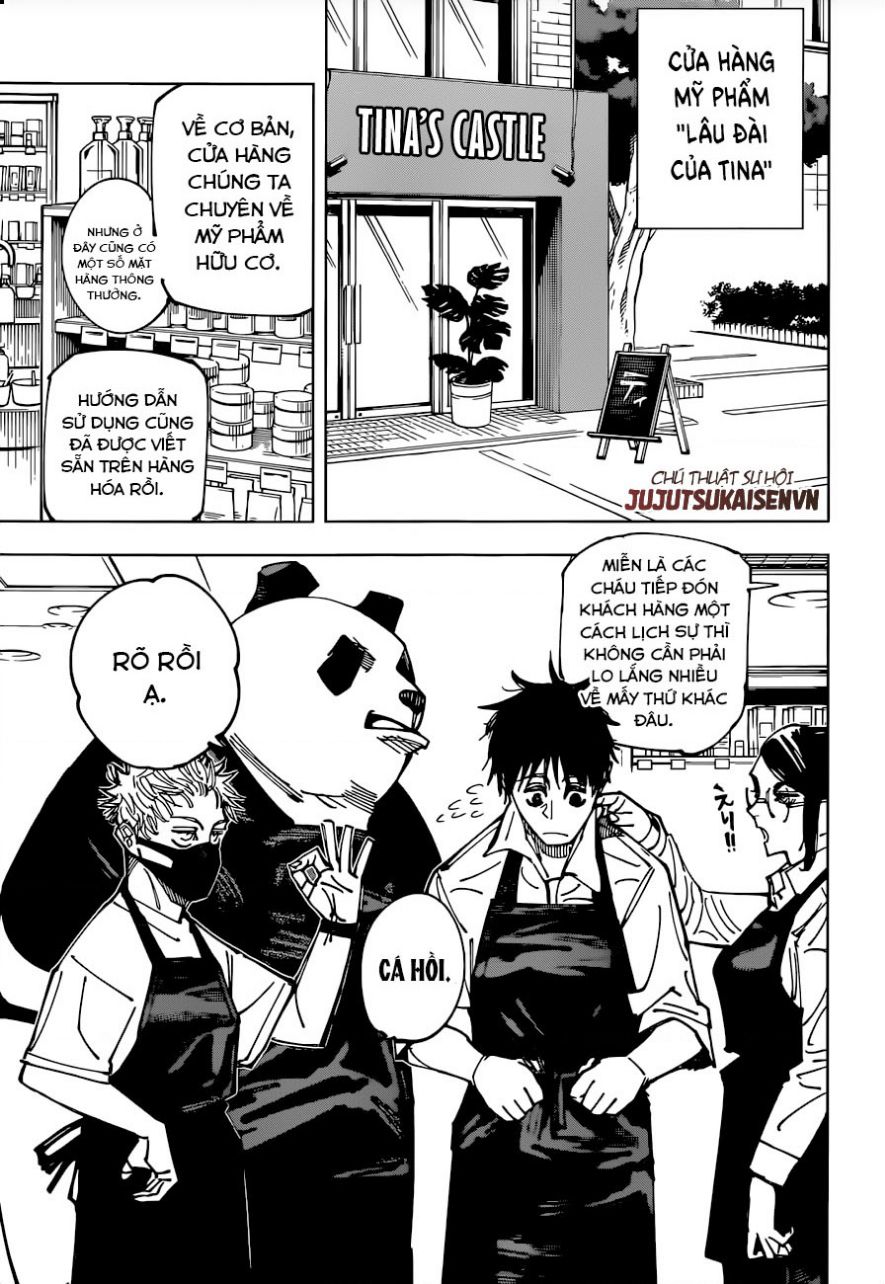 CỬA HÀNG
MỸ PHẨM
"LÂU ĐÀI
CỦA TINA"
TINA'S CASTLE
ティ
CHÚ THUẬT SƯ HỒI
JUJUTSUKAISENVN
VỀ CƠ BẢN,
CỬA HÀNG
CHÚNG TA
CHUYÊN VỀ
MỸ PHẨM
HỮU CƠ.
NHƯNG Ở
ĐÂY CŨNG CÓ
MỘT SỐ MẶT
HÀNG THÔNG
THƯỜNG.
HƯỚNG DẪN
SỬ DỤNG CŨNG
ĐÃ ĐƯỢC VIẾT
SẴN TRÊN HÀNG
HÓA RỒI.
MIỄN LÀ CÁC
CHÁU TIẾP ĐÓN
KHÁCH HÀNG MỘT
CÁCH LỊCH SỰ THÌ
KHÔNG CẦN PHẢI
LO LẮNG NHIỀU
VỀ MẤY THỨ KHÁC
ĐÂU.
えり!!
RÕ RỒI
Ạ.
CÁ HỒI.